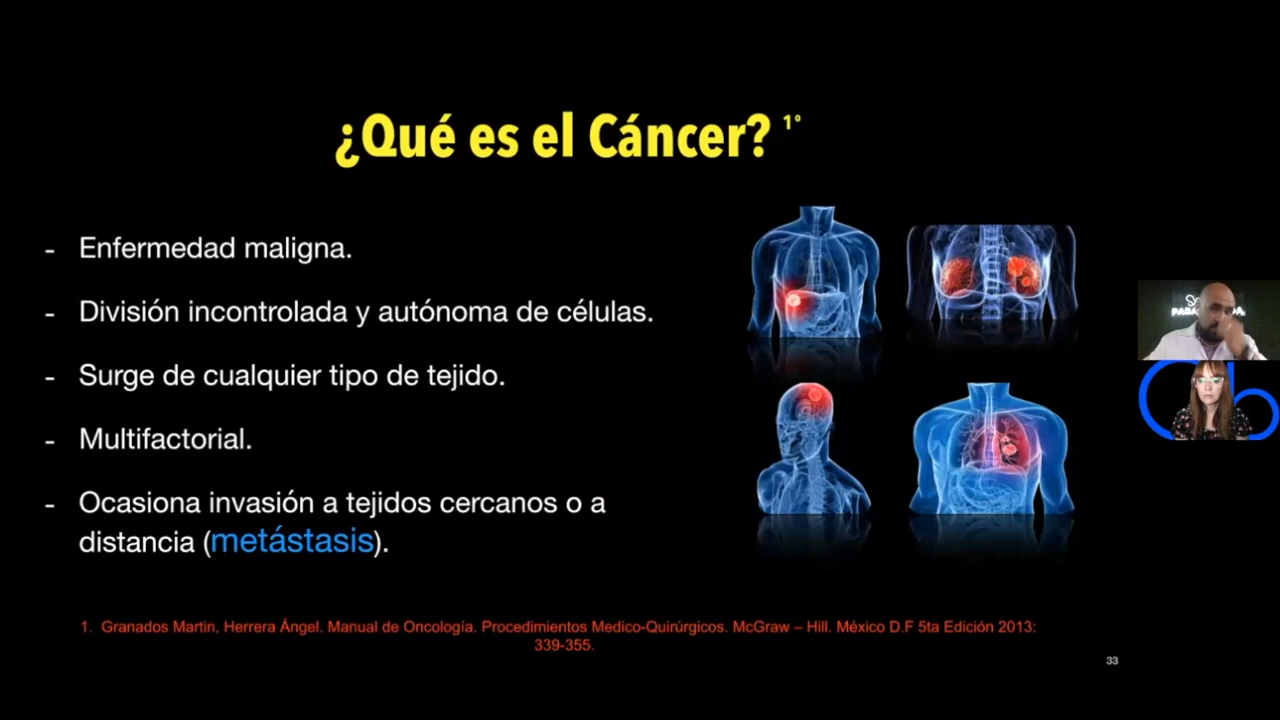 ¿Qué es el Cáncer? 1°
- Enfermedad maligna.
- División incontrolada y autónoma de células.
- Surge de cualquier tipo de tejido.
- Multifactorial.
- Ocasiona invasión a tejidos cercanos o a
distancia (metástasis).
1. Granados Martin, Herrera Ángel. Manual de Oncología. Procedimientos Medico-Quirúrgicos. McGraw – Hill. México D.F 5ta Edición 2013:
339-355.
33